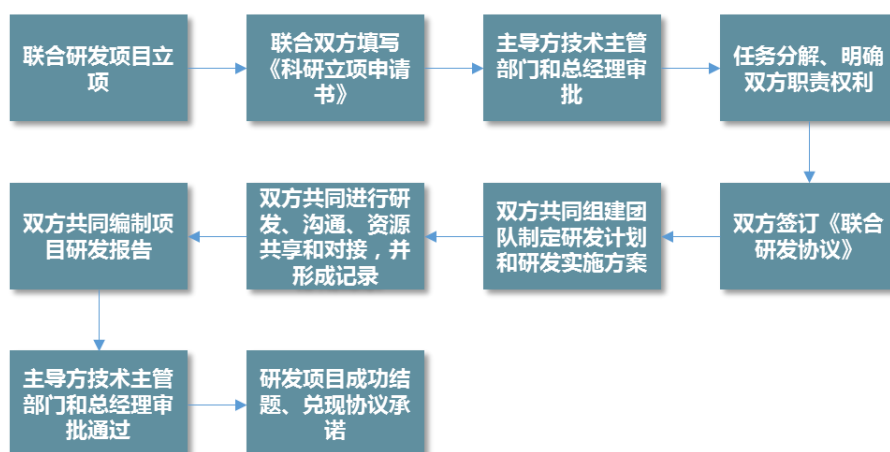 联合研发项目立
项
联合双方填写
《科研立项申请
书》
主导方技术主管
部门和总经理审
批
任务分解、明确
双方职责权利
双方签订《联合
研发协议》
双方共同组建团
队制定研发计划
和研发实施方案
双方共同进行研
发、沟通、资源
共享和对接，并
形成记录
双方共同编制项
目研发报告
主导方技术主管
部门和总经理审
批通过
研发项目成功结
题、兑现协议承
诺